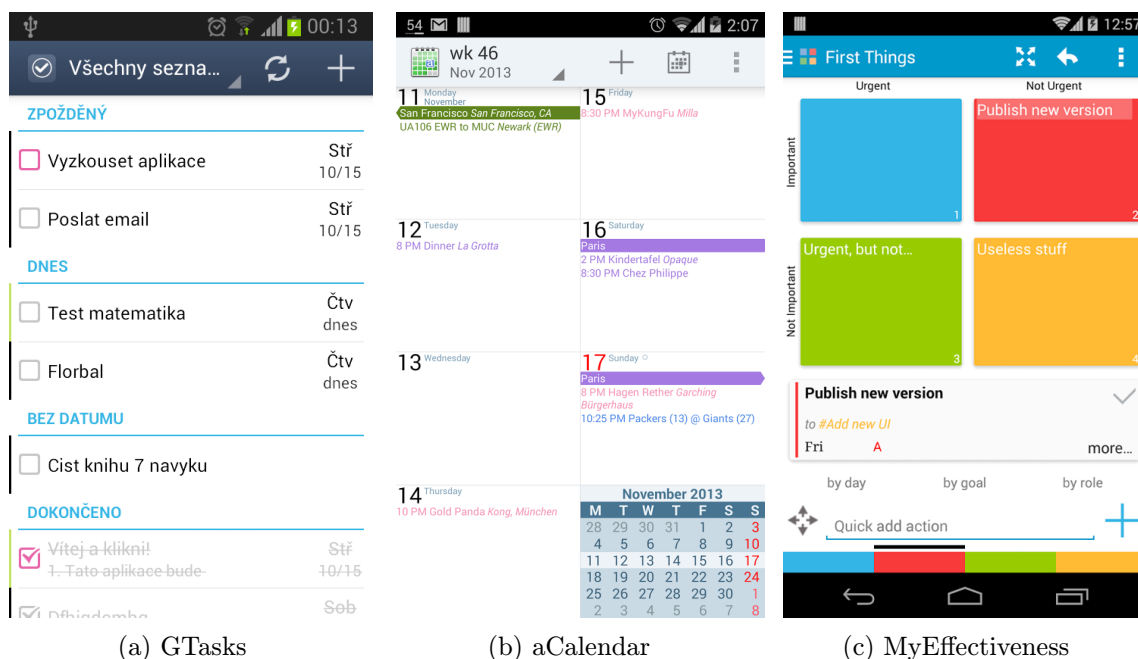 00:13
Všechny sezna...
ZPOŽDĚNÝ
Vyzkouset aplikace
Stř
10/15
Poslat email
Stř
10/15
DNES
Test matematika
Čtv
dnes
Florbal
Čtv
dnes
BEZ DATUMU
Cist knihu 7 navyku
DOKONČENO
Vítej a klikni!
1. Tato aplikace bude
Stř
10/15
Sob
(a) GTasks
54
2:07
wk 46
Nov 2013
11 Monday
November
San Francisco San Francisco, CA
UA106 EWR to MUC Newark (EWR)
12 Tuesday
8 PM Dinner La Grotta
13 Wednesday
14 Thursday
10 PM Gold Panda Kong, München
15 Friday
8:30 PM MyKungFu Milla
16 Saturday
Paris
2 PM Kindertafel Opaque
8:30 PM Chez Philippe
17 Sunday
Paris
8 PM Hagen Rether Garching
Bürgerhaus
10:25 PM Packers (13) @ Giants (27)
November 2013
M T W T F S S
28 29 30 31 1 2 3
4 5 6 7 8 9 10
11 12 13 14 15 16 17
18 19 20 21 22 23 24
25 26 27 28 29 30 1
2 3 4 5 6 7 8
(b) aCalendar
12:57
First Things
Urgent
Not Urgent
Important
Publish new version
1
2
Not Important
Urgent, but not...
Useless stuff
3
4
Publish new version
to #Add new UI
Fri A
more...
by day by goal by role
Quick add action
(c) MyEffectiveness